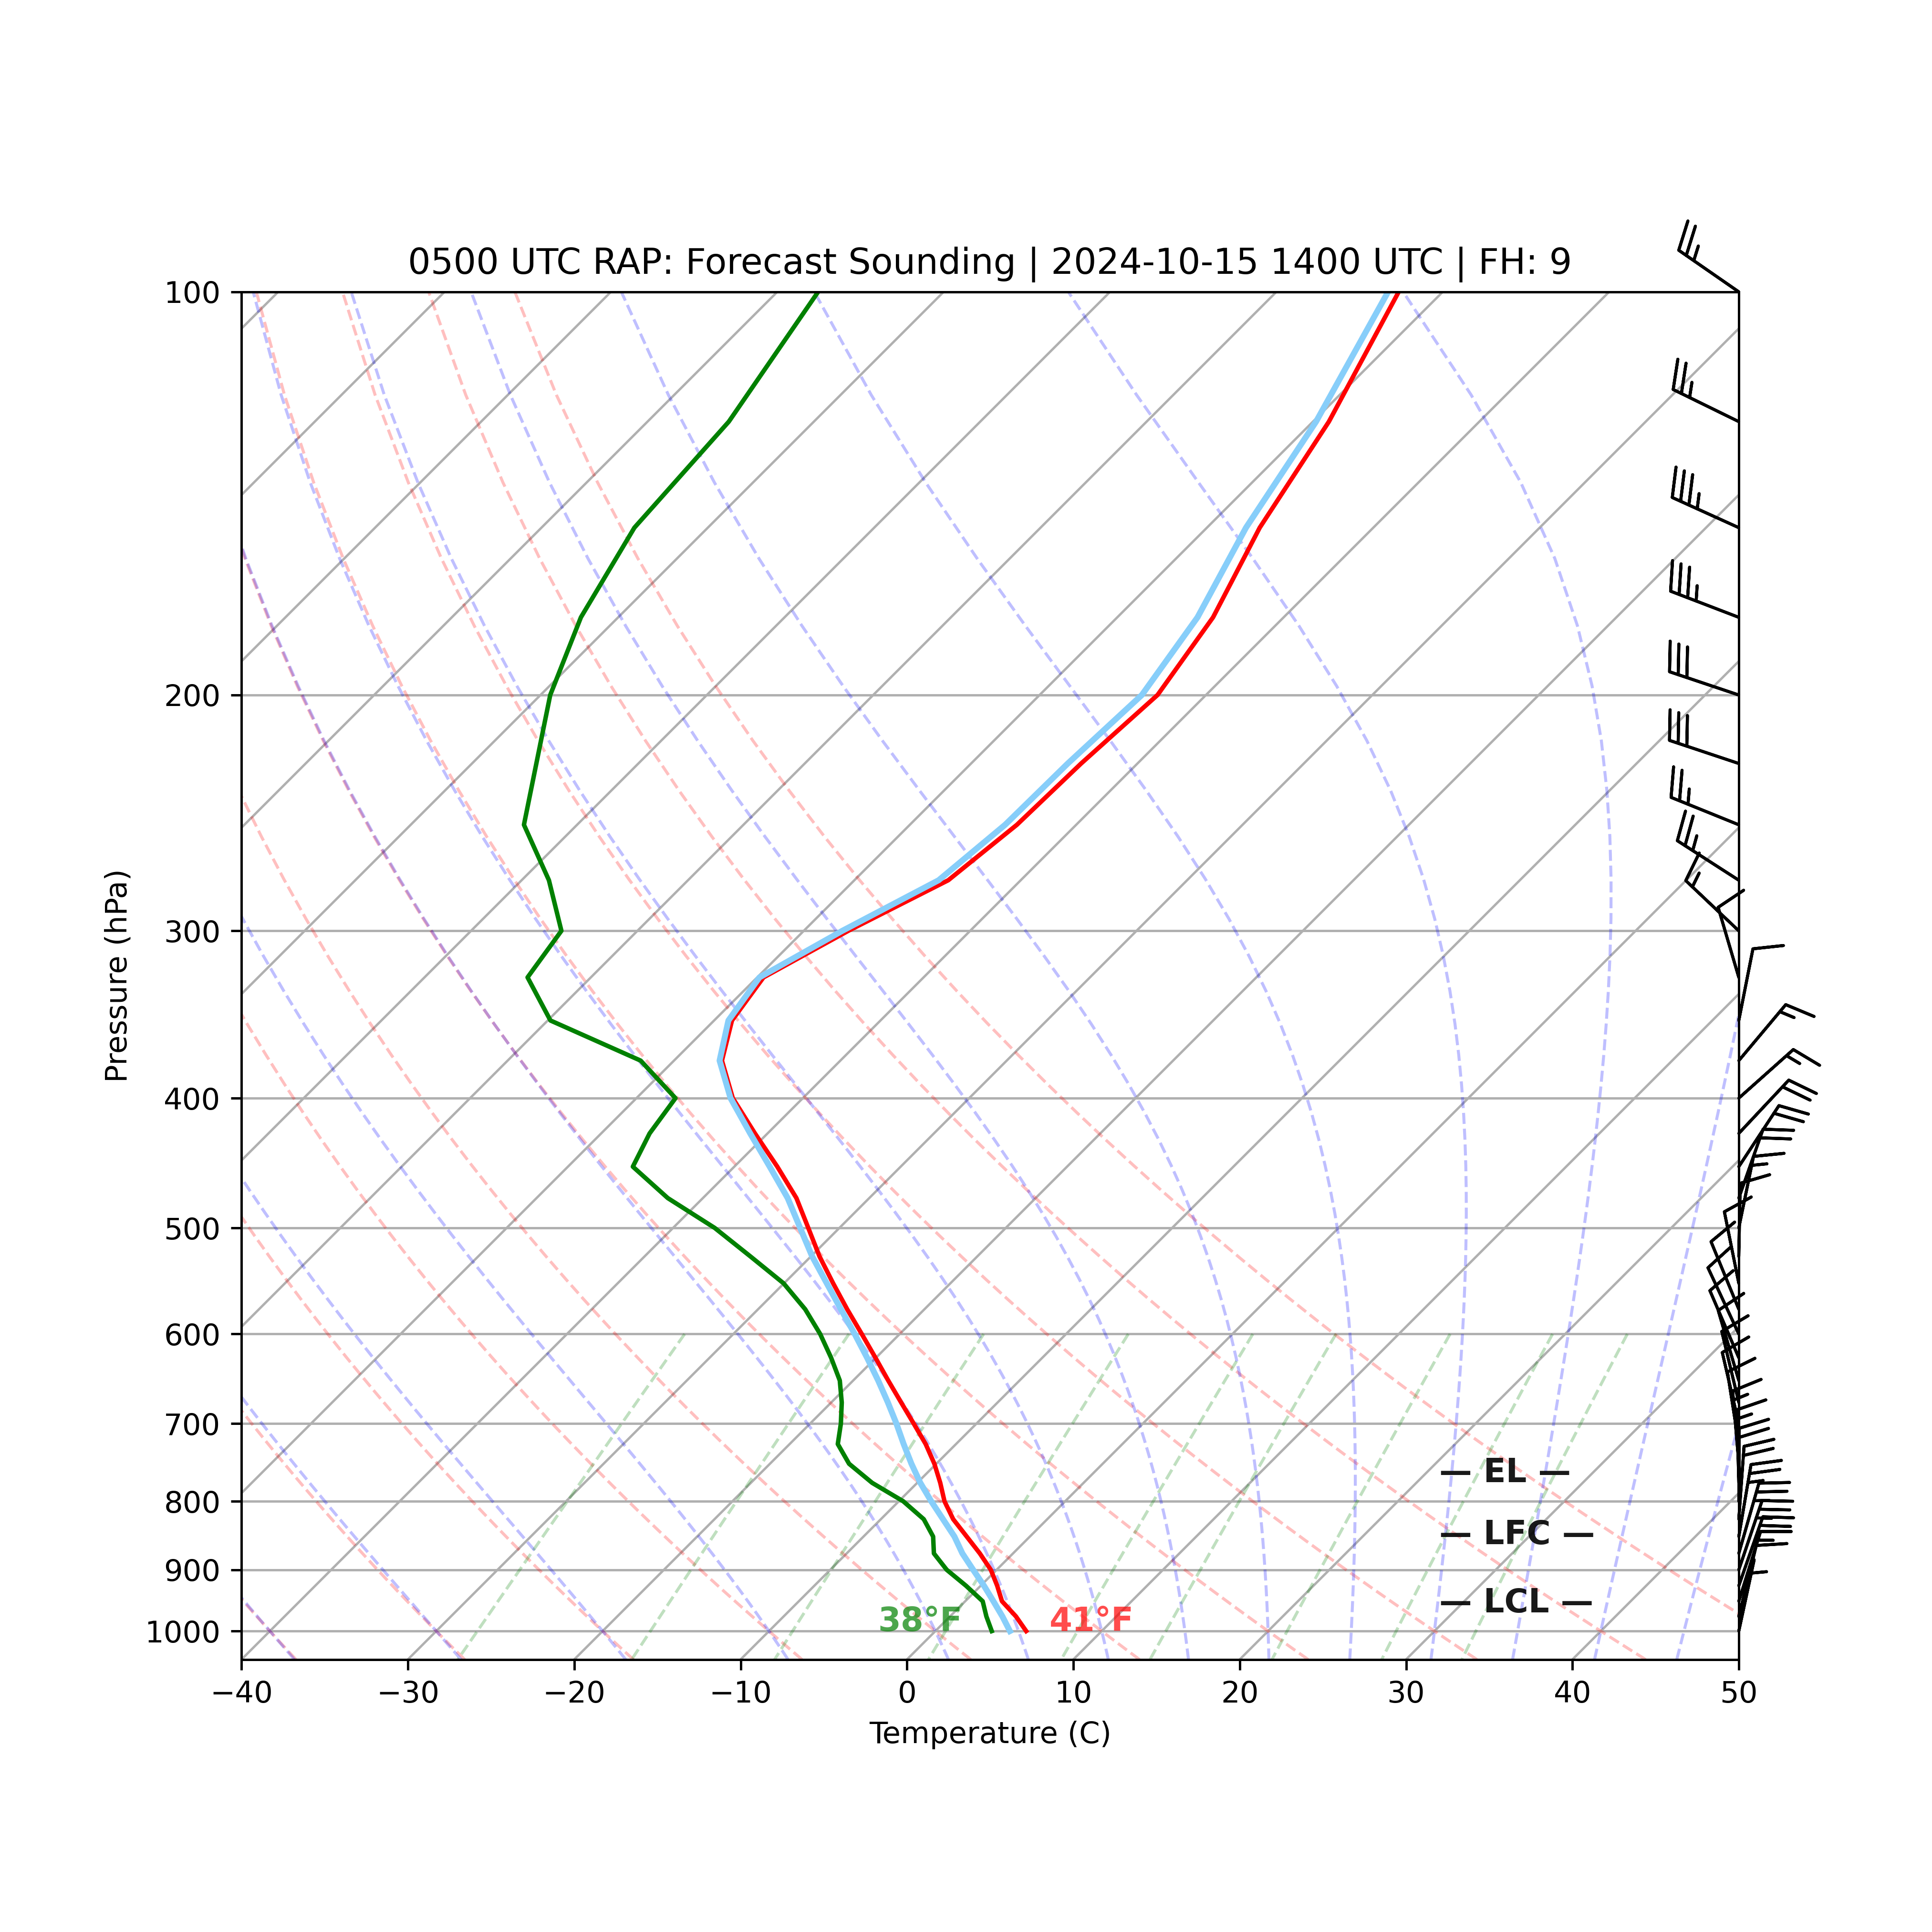 0500 UTC RAP: Forecast Sounding | 2024-10-15 1400 UTC | FH: 9
100
200
300
400
500
600
700
800
900
1000
Pressure (hPa)
— EL —
— LFC —
— LCL —
38°F
41°F
−40 −30 −20 −10 0 10 20 30 40 50
Temperature (C)